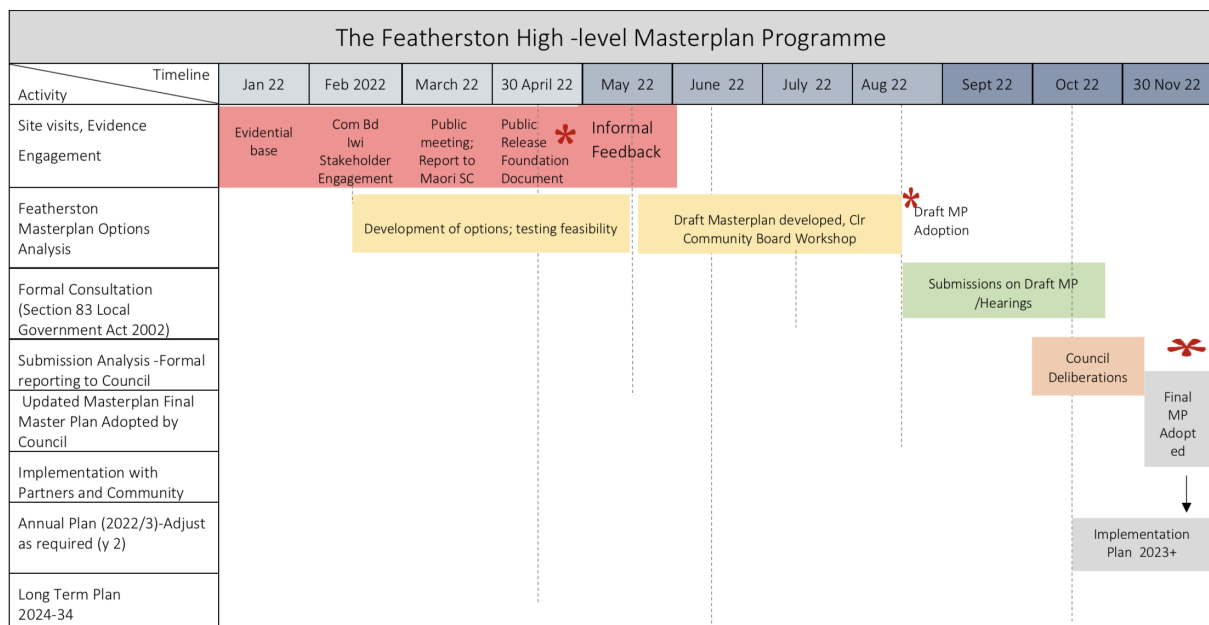 The Featherston High -level Masterplan Programme
Timeline
Activity
Jan 22
Feb 2022
March 22
30 April 22
May 22
June 22
July 22
Aug 22
Sept 22
Oct 22
30 Nov 22
Site visits, Evidence
Engagement
Evidential
base
Com Bd
Iwi
Stakeholder
Engagement
Public
meeting;
Report to
Maori SC
Public
Release
Foundation
Document
*
Informal
Feedback
Featherston
Masterplan Options
Analysis
Development of options; testing feasibility
Draft Masterplan developed, Clr
Community Board Workshop
*
Draft MP
Adoption
Formal Consultation
(Section 83 Local
Government Act 2002)
Submissions on Draft MP
/Hearings
Submission Analysis -Formal
reporting to Council
Council
Deliberations
*
Updated Masterplan Final
Master Plan Adopted by
Council
Final
MP
Adopt
ed
Implementation with
Partners and Community
Annual Plan (2022/3)-Adjust
as required (y 2)
Implementation
Plan 2023+
Long Term Plan
2024-34